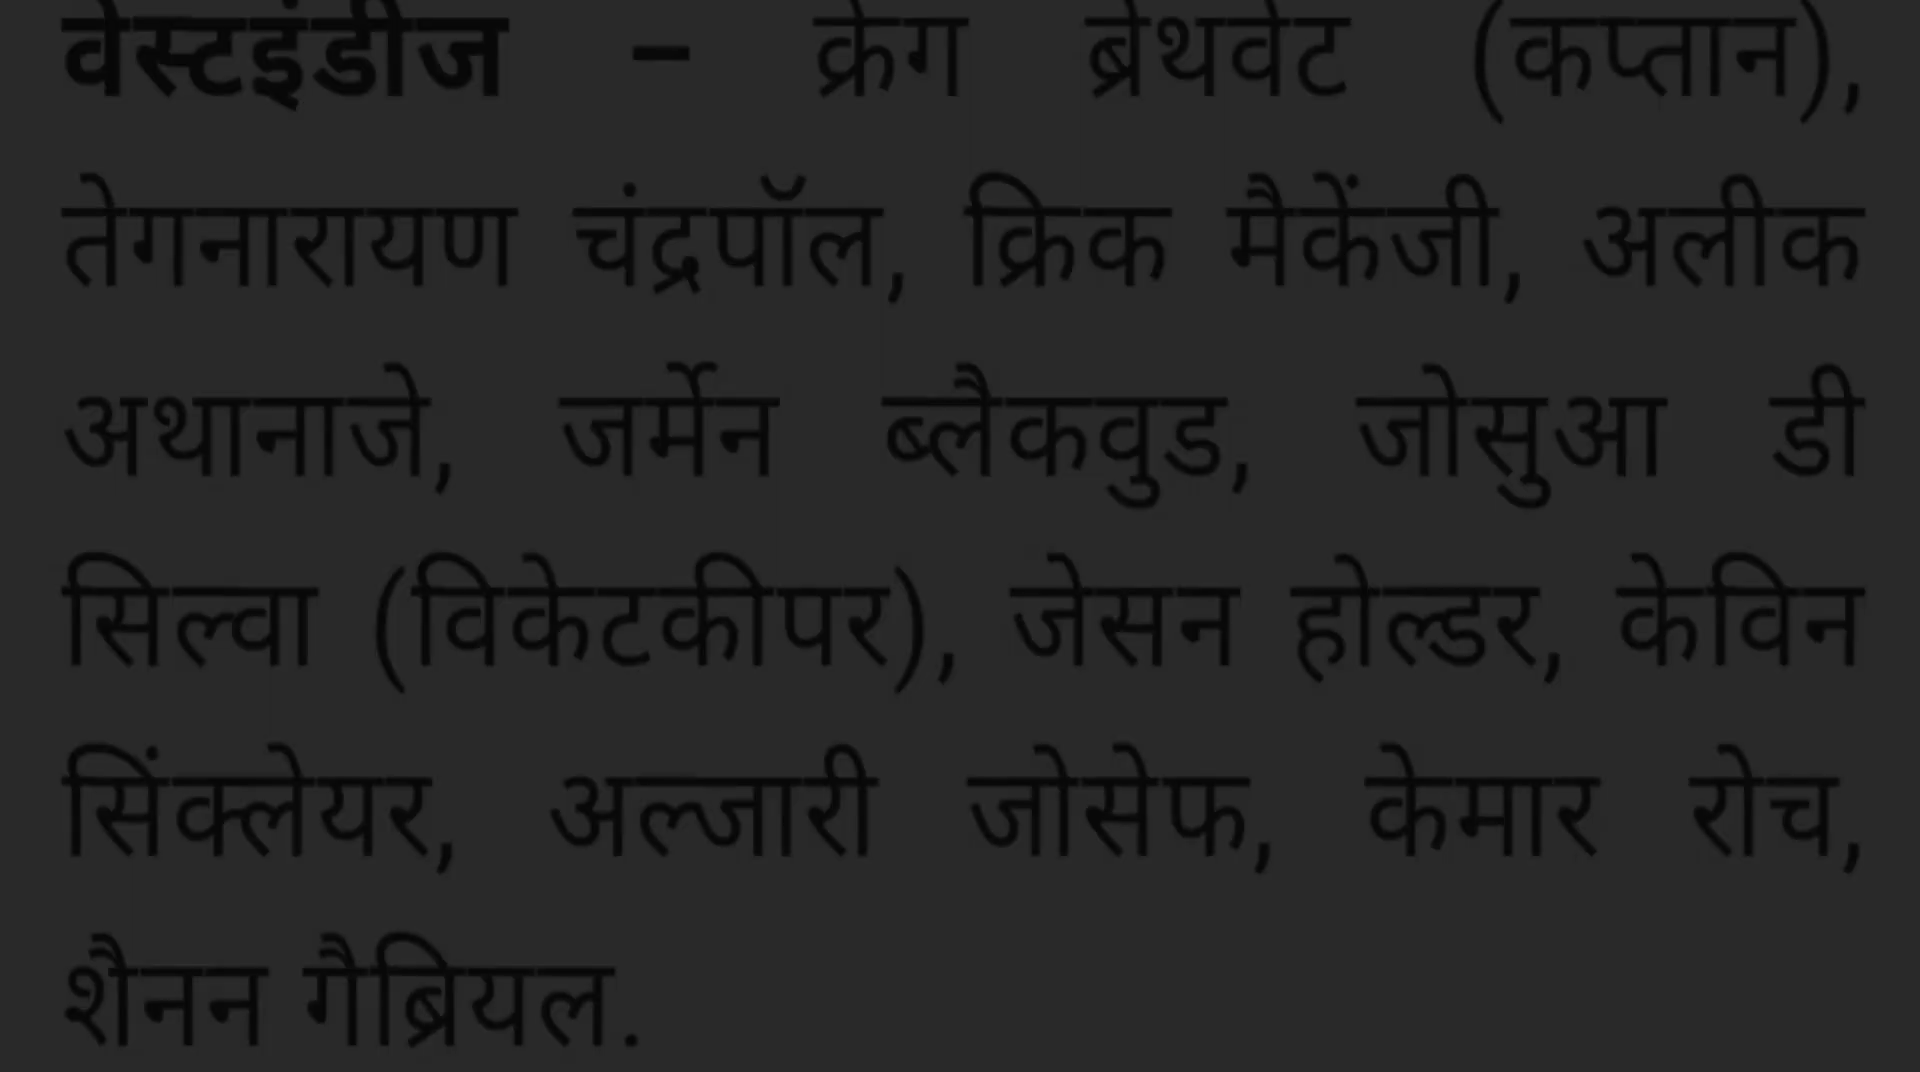 वेस्टइंडीज – क्रेग ब्रेथवेट (कप्तान),
तेगनारायण चंद्रपॉल, क्रिक मैकेंजी, अलीक
अथानाजे, जर्मेन ब्लैकवुड, जोसुआ डी
सिल्वा (विकेटकीपर), जेसन होल्डर, केविन
सिंक्लेयर, अल्जारी जोसेफ, केमार रोच,
शैनन गैब्रियल.